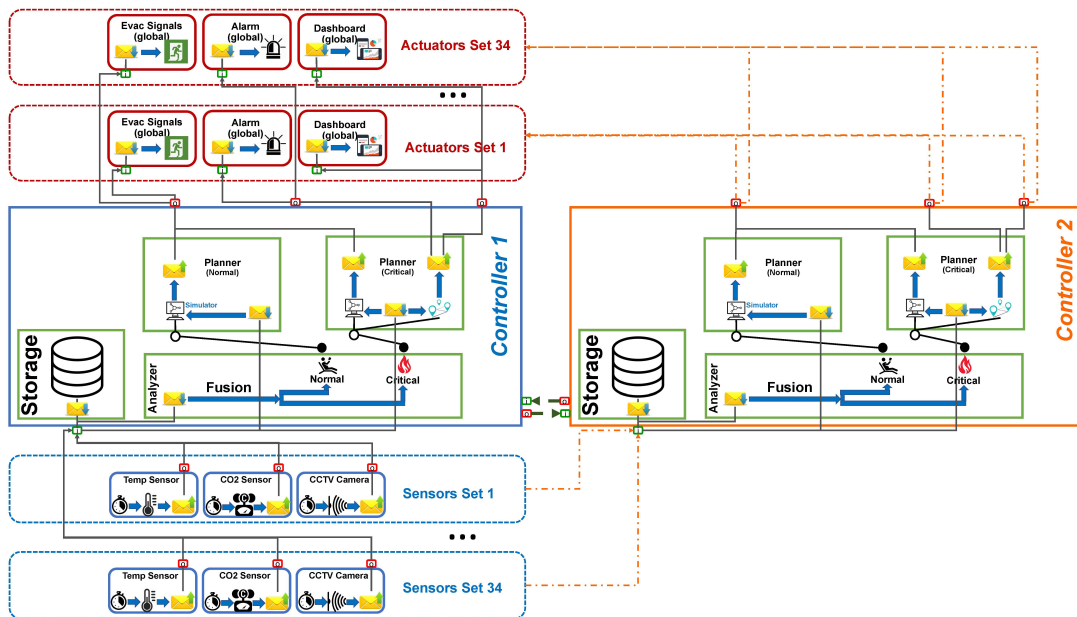 Evac Signals
(global)
Alarm
(global)
Dashboard
(global)
Actuators Set 34
Evac Signals
(global)
Alarm
(global)
Dashboard
(global)
Actuators Set 1
Controller 1
Planner
(Normal)
Simulator
Planner
(Critical)
Storage
Analyzer
Fusion
Normal
Critical
Controller 2
Planner
(Normal)
Simulator
Planner
(Critical)
Storage
Analyzer
Fusion
Normal
Critical
Temp Sensor
CO2 Sensor
CCTV Camera
Sensors Set 1
Temp Sensor
CO2 Sensor
CCTV Camera
Sensors Set 34